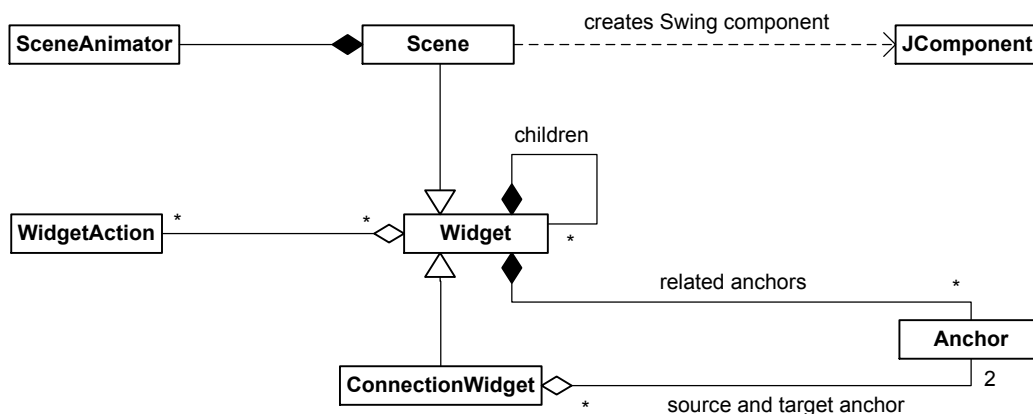 creates Swing component
SceneAnimator
Scene
JComponent
children
*
*
WidgetAction
Widget
*
related anchors
*
Anchor
2
ConnectionWidget
*
source and target anchor